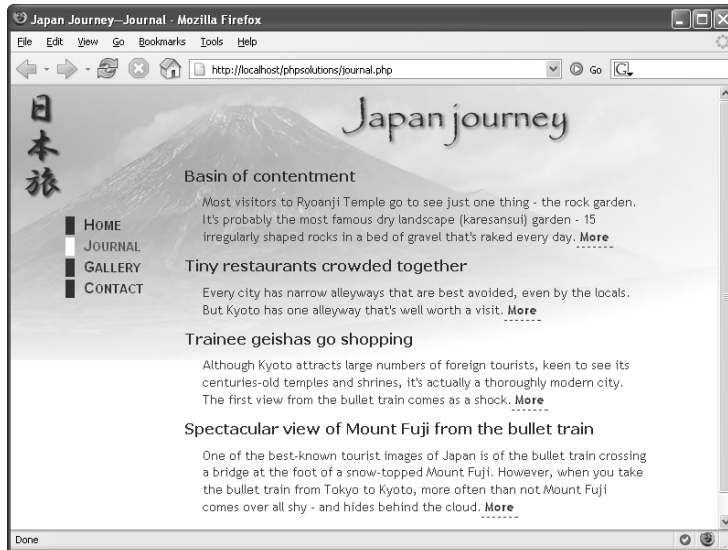 Japan Journey—Journal - Mozilla Firefox
File Edit View Go Bookmarks Tools Help
http://localhost/phpsolutions/journal.php Go G
日本旅
Japan journey
HOME
JOURNAL
GALLERY
CONTACT
Basin of contentment
Most visitors to Ryoanji Temple go to see just one thing - the rock garden.
It's probably the most famous dry landscape (karesansui) garden - 15
irregularly shaped rocks in a bed of gravel that's raked every day. More
Tiny restaurants crowded together
Every city has narrow alleyways that are best avoided, even by the locals.
But Kyoto has one alleyway that's well worth a visit. More
Trainee geishas go shopping
Although Kyoto attracts large numbers of foreign tourists, keen to see its
centuries-old temples and shrines, it's actually a thoroughly modern city.
The first view from the bullet train comes as a shock. More
Spectacular view of Mount Fuji from the bullet train
One of the best-known tourist images of Japan is of the bullet train crossing
a bridge at the foot of a snow-topped Mount Fuji. However, when you take
the bullet train from Tokyo to Kyoto, more often than not Mount Fuji
comes over all shy - and hides behind the cloud. More
Done